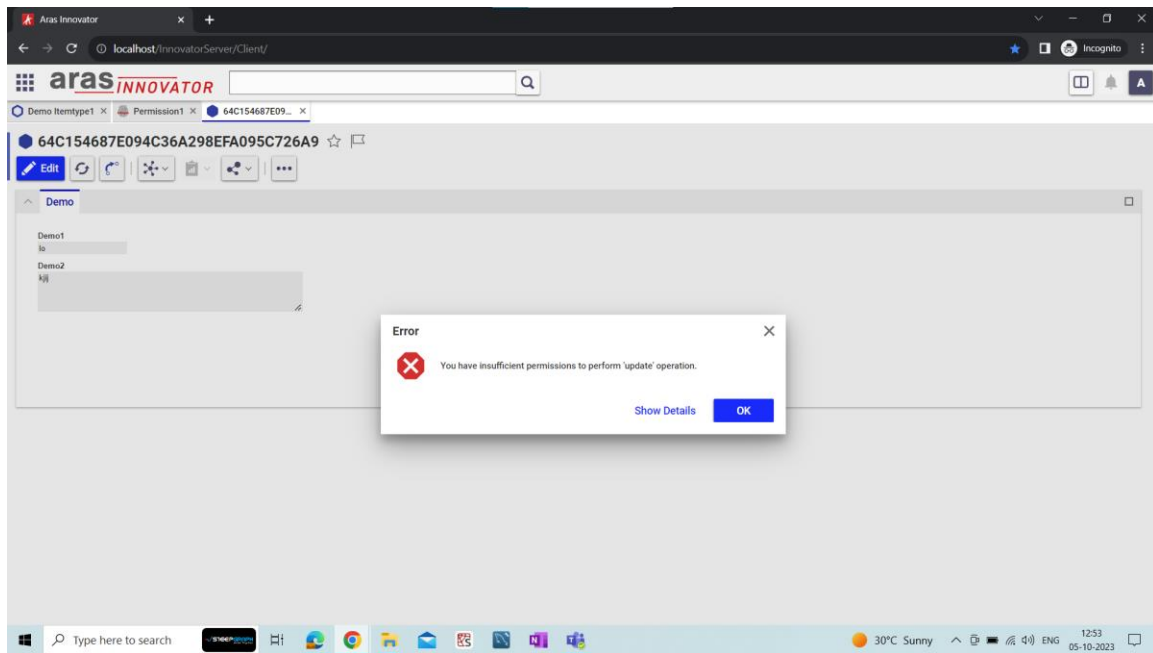 Aras Innovator
localhost/InnovatorServer/Client/
Incognito
aras INNOVATOR
A
Demo Itemtype1
Permission1
64C154687E09...
64C154687E094C36A298EFA095C726A9
Edit
Demo
Demo1
lo
Demo2
Error
You have insufficient permissions to perform 'update' operation.
Show Details
OK
Type here to search
30°C Sunny
ENG
12:53
05-10-2023